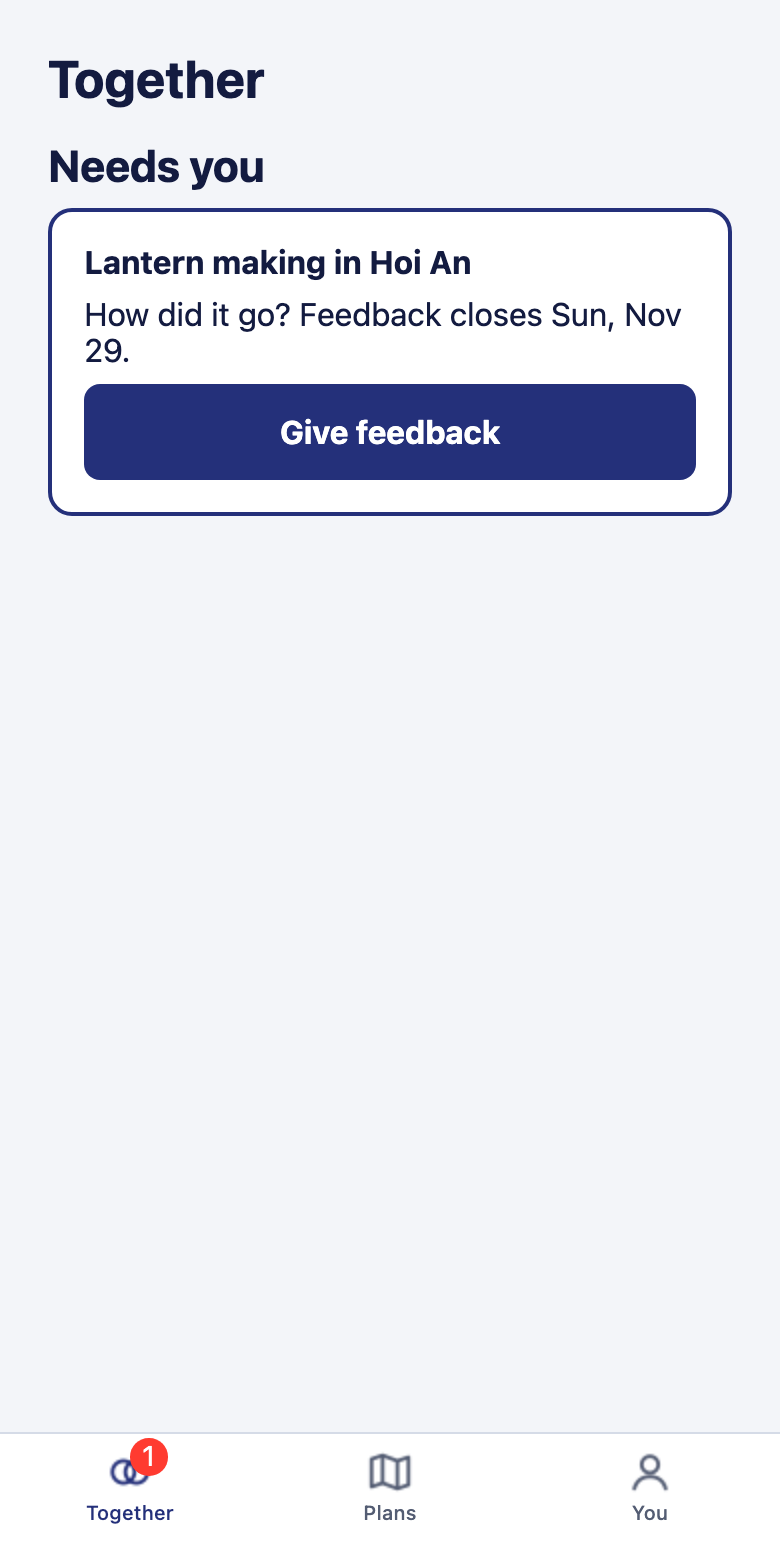 Together
Needs you
Lantern making in Hoi An
How did it go? Feedback closes Sun, Nov
29.
Give feedback
1
Together
Plans
You